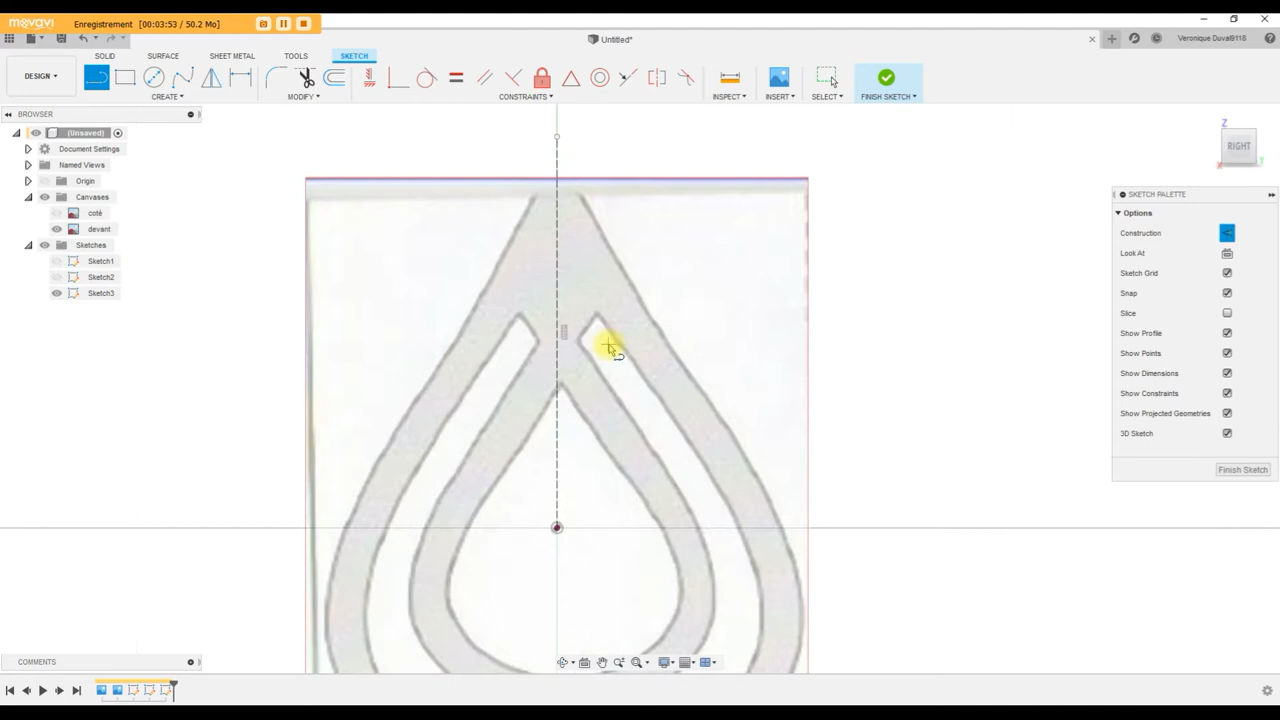 movavi Enregistrement [00:03:53 / 50.2 Mo]
Untitled*
Veronique Duval9118
SOLID SURFACE SHEET METAL TOOLS SKETCH
DESIGN
CREATE MODIFY CONSTRAINTS INSPECT INSERT SELECT FINISH SKETCH
BROWSER
(Unsaved)
Document Settings
Named Views
Origin
Canvases
coté
devant
Sketches
Sketch1
Sketch2
Sketch3
Z
RIGHT
X Y
SKETCH PALETTE
Options
Construction
Look At
Sketch Grid
Snap
Slice
Show Profile
Show Points
Show Dimensions
Show Constraints
Show Projected Geometries
3D Sketch
Finish Sketch
COMMENTS